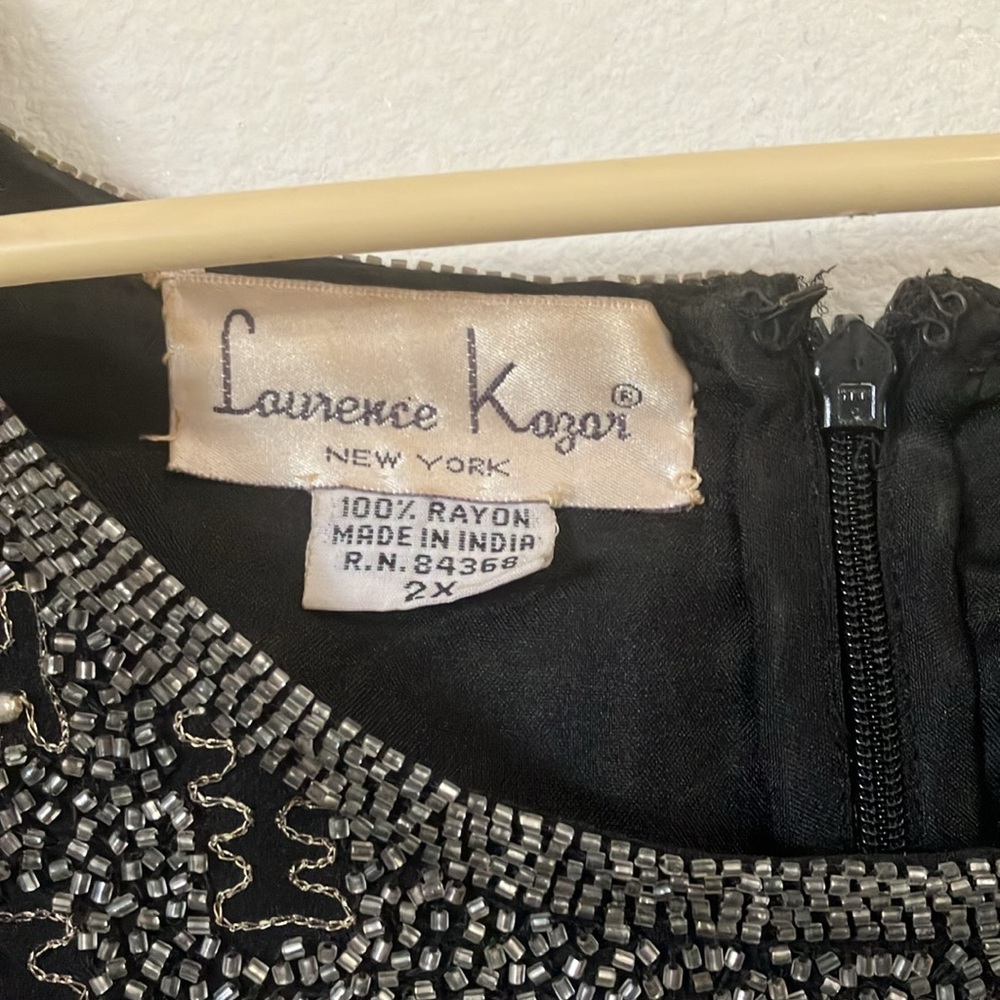 Laurence Kazar®
NEW YORK
100% RAYON
MADE IN INDIA
R.N. 84368
2X